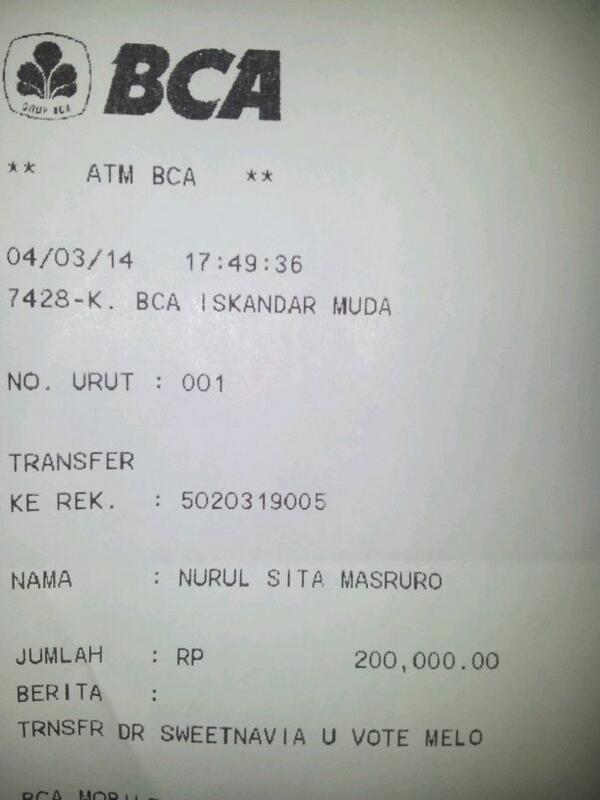 GRUP BCA
BCA
** ATM BCA **
04/03/14 17:49:36
7428-K. BCA ISKANDAR MUDA
NO. URUT : 001
TRANSFER
KE REK. : 5020319005
NAMA : NURUL SITA MASRURO
JUMLAH : RP 200,000.00
BERITA :
TRNSFR DR SWEETNAVIA U VOTE MELO
BCA